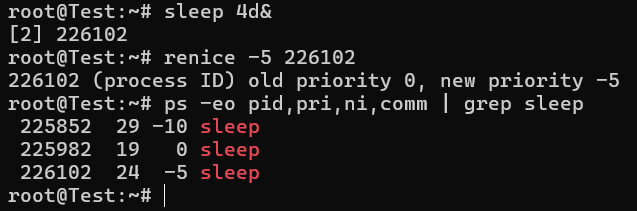 root@Test:~# sleep 4d&
[2] 226102
root@Test:~# renice -5 226102
226102 (process ID) old priority 0, new priority -5
root@Test:~# ps -eo pid,pri,ni,comm | grep sleep
 225852  29 -10 sleep
 225982  19   0 sleep
 226102  24  -5 sleep
root@Test:~#